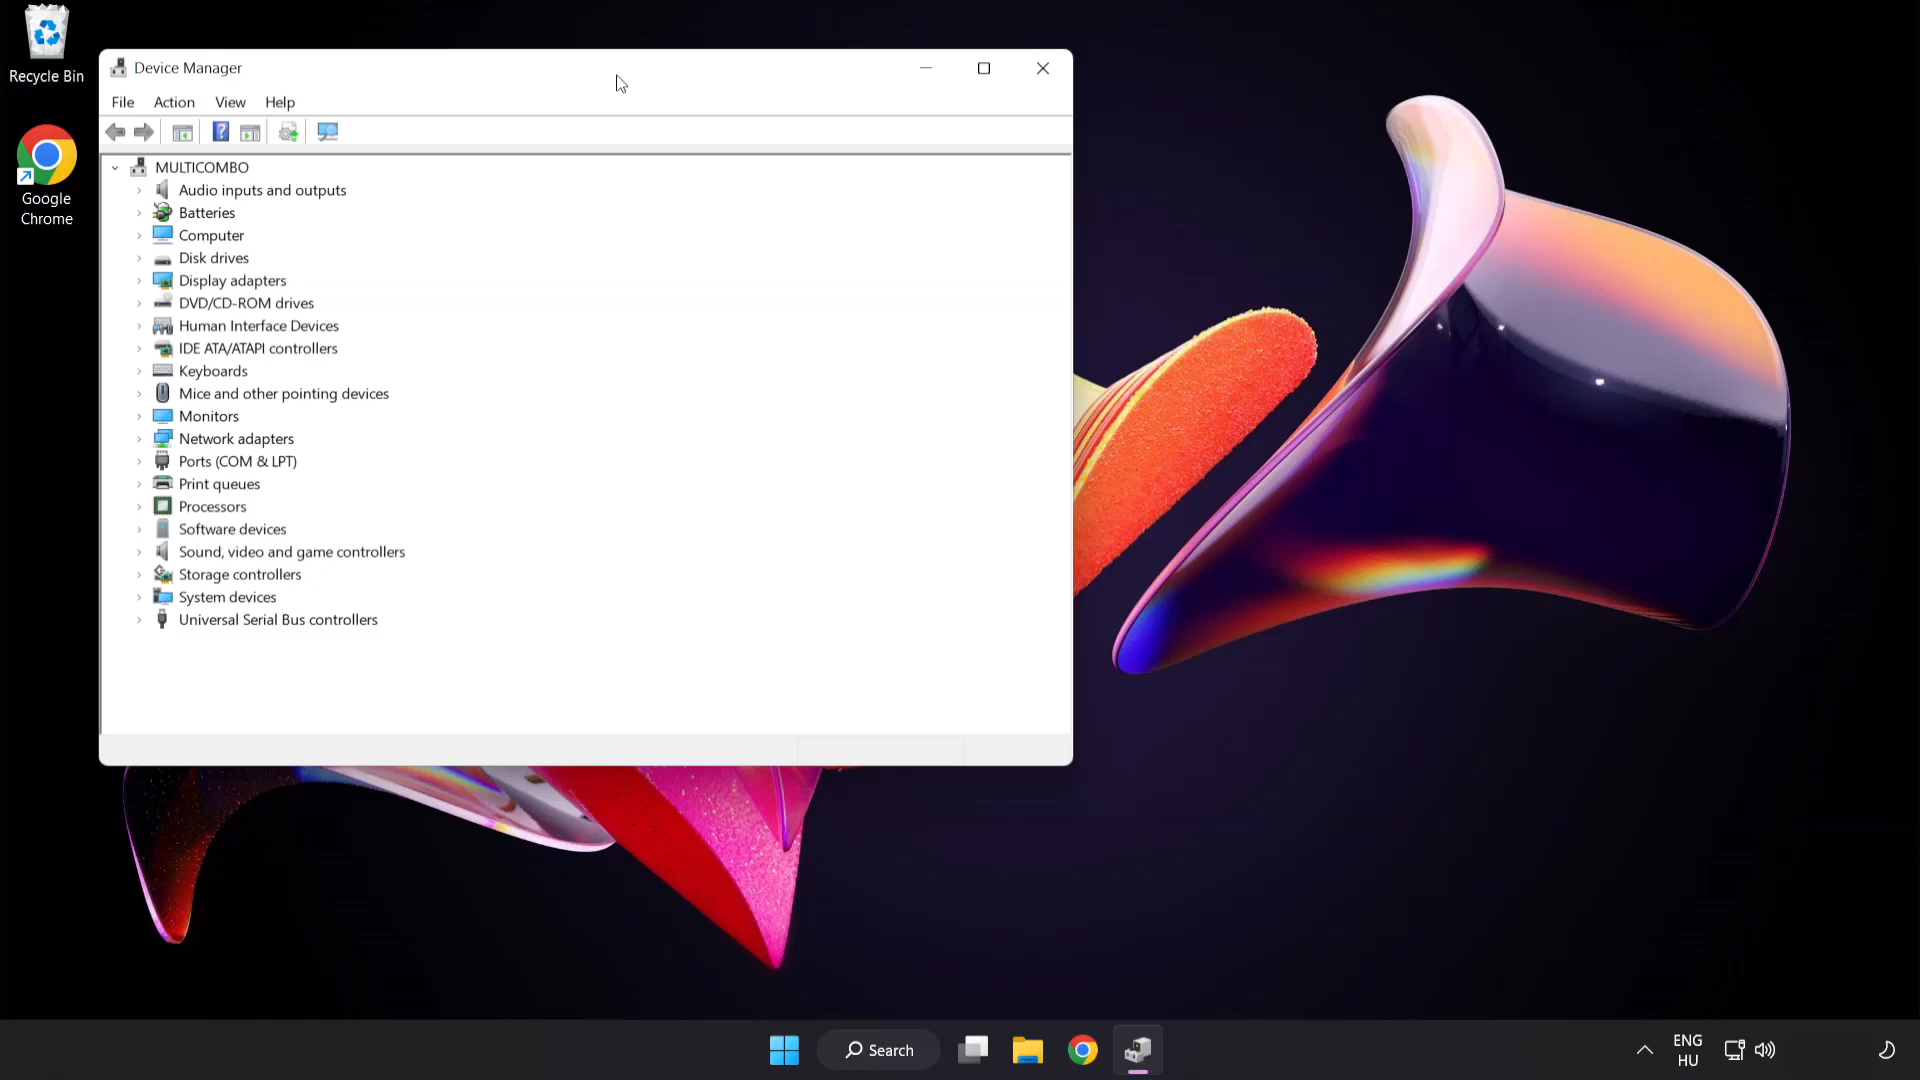 Recycle Bin
Google
Chrome
Device Manager
File Action View Help
MULTICOMBO
Audio inputs and outputs
Batteries
Computer
Disk drives
Display adapters
DVD/CD-ROM drives
Human Interface Devices
IDE ATA/ATAPI controllers
Keyboards
Mice and other pointing devices
Monitors
Network adapters
Ports (COM & LPT)
Print queues
Processors
Software devices
Sound, video and game controllers
Storage controllers
System devices
Universal Serial Bus controllers
Search
ENG
HU